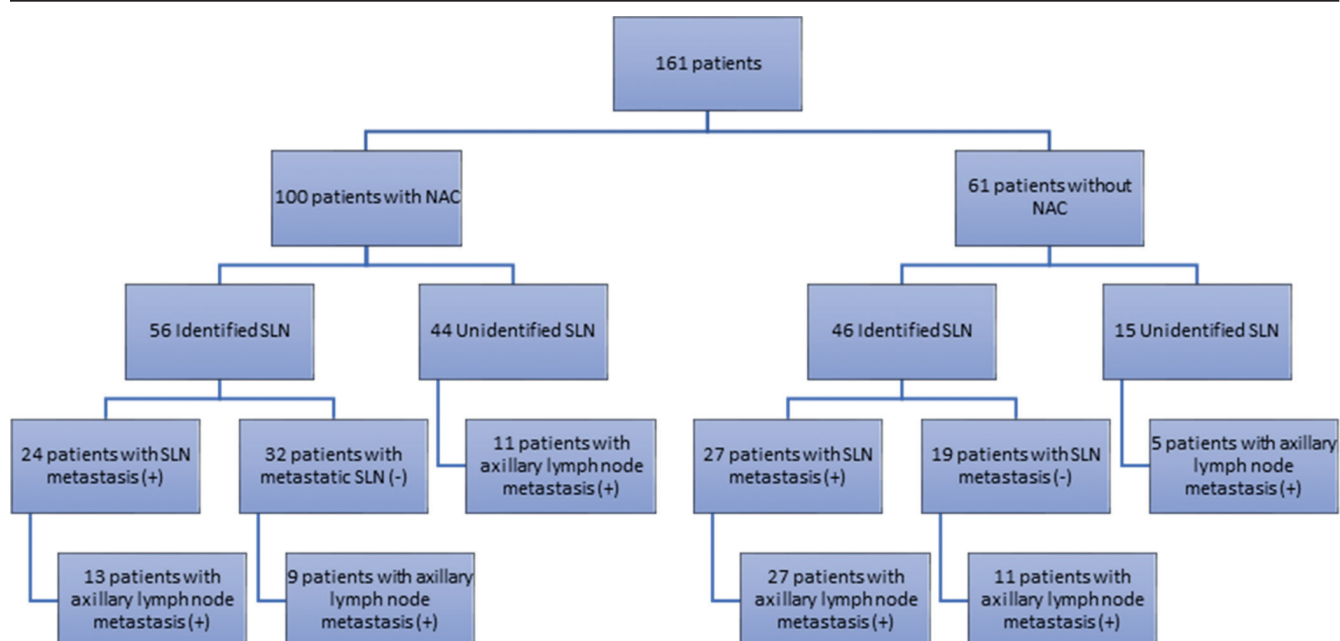 161 patients
100 patients with NAC
61 patients without
NAC
56 Identified SLN
44 Unidentified SLN
46 Identified SLN
15 Unidentified SLN
24 patients with SLN
metastasis (+)
32 patients with
metastatic SLN (-)
11 patients with
axillary lymph node
metastasis (+)
27 patients with SLN
metastasis (+)
19 patients with SLN
metastasis (-)
5 patients with axillary
lymph node
metastasis (+)
13 patients with
axillary lymph node
metastasis (+)
9 patients with axillary
lymph node
metastasis (+)
27 patients with
axillary lymph node
metastasis (+)
11 patients with
axillary lymph node
metastasis (+)